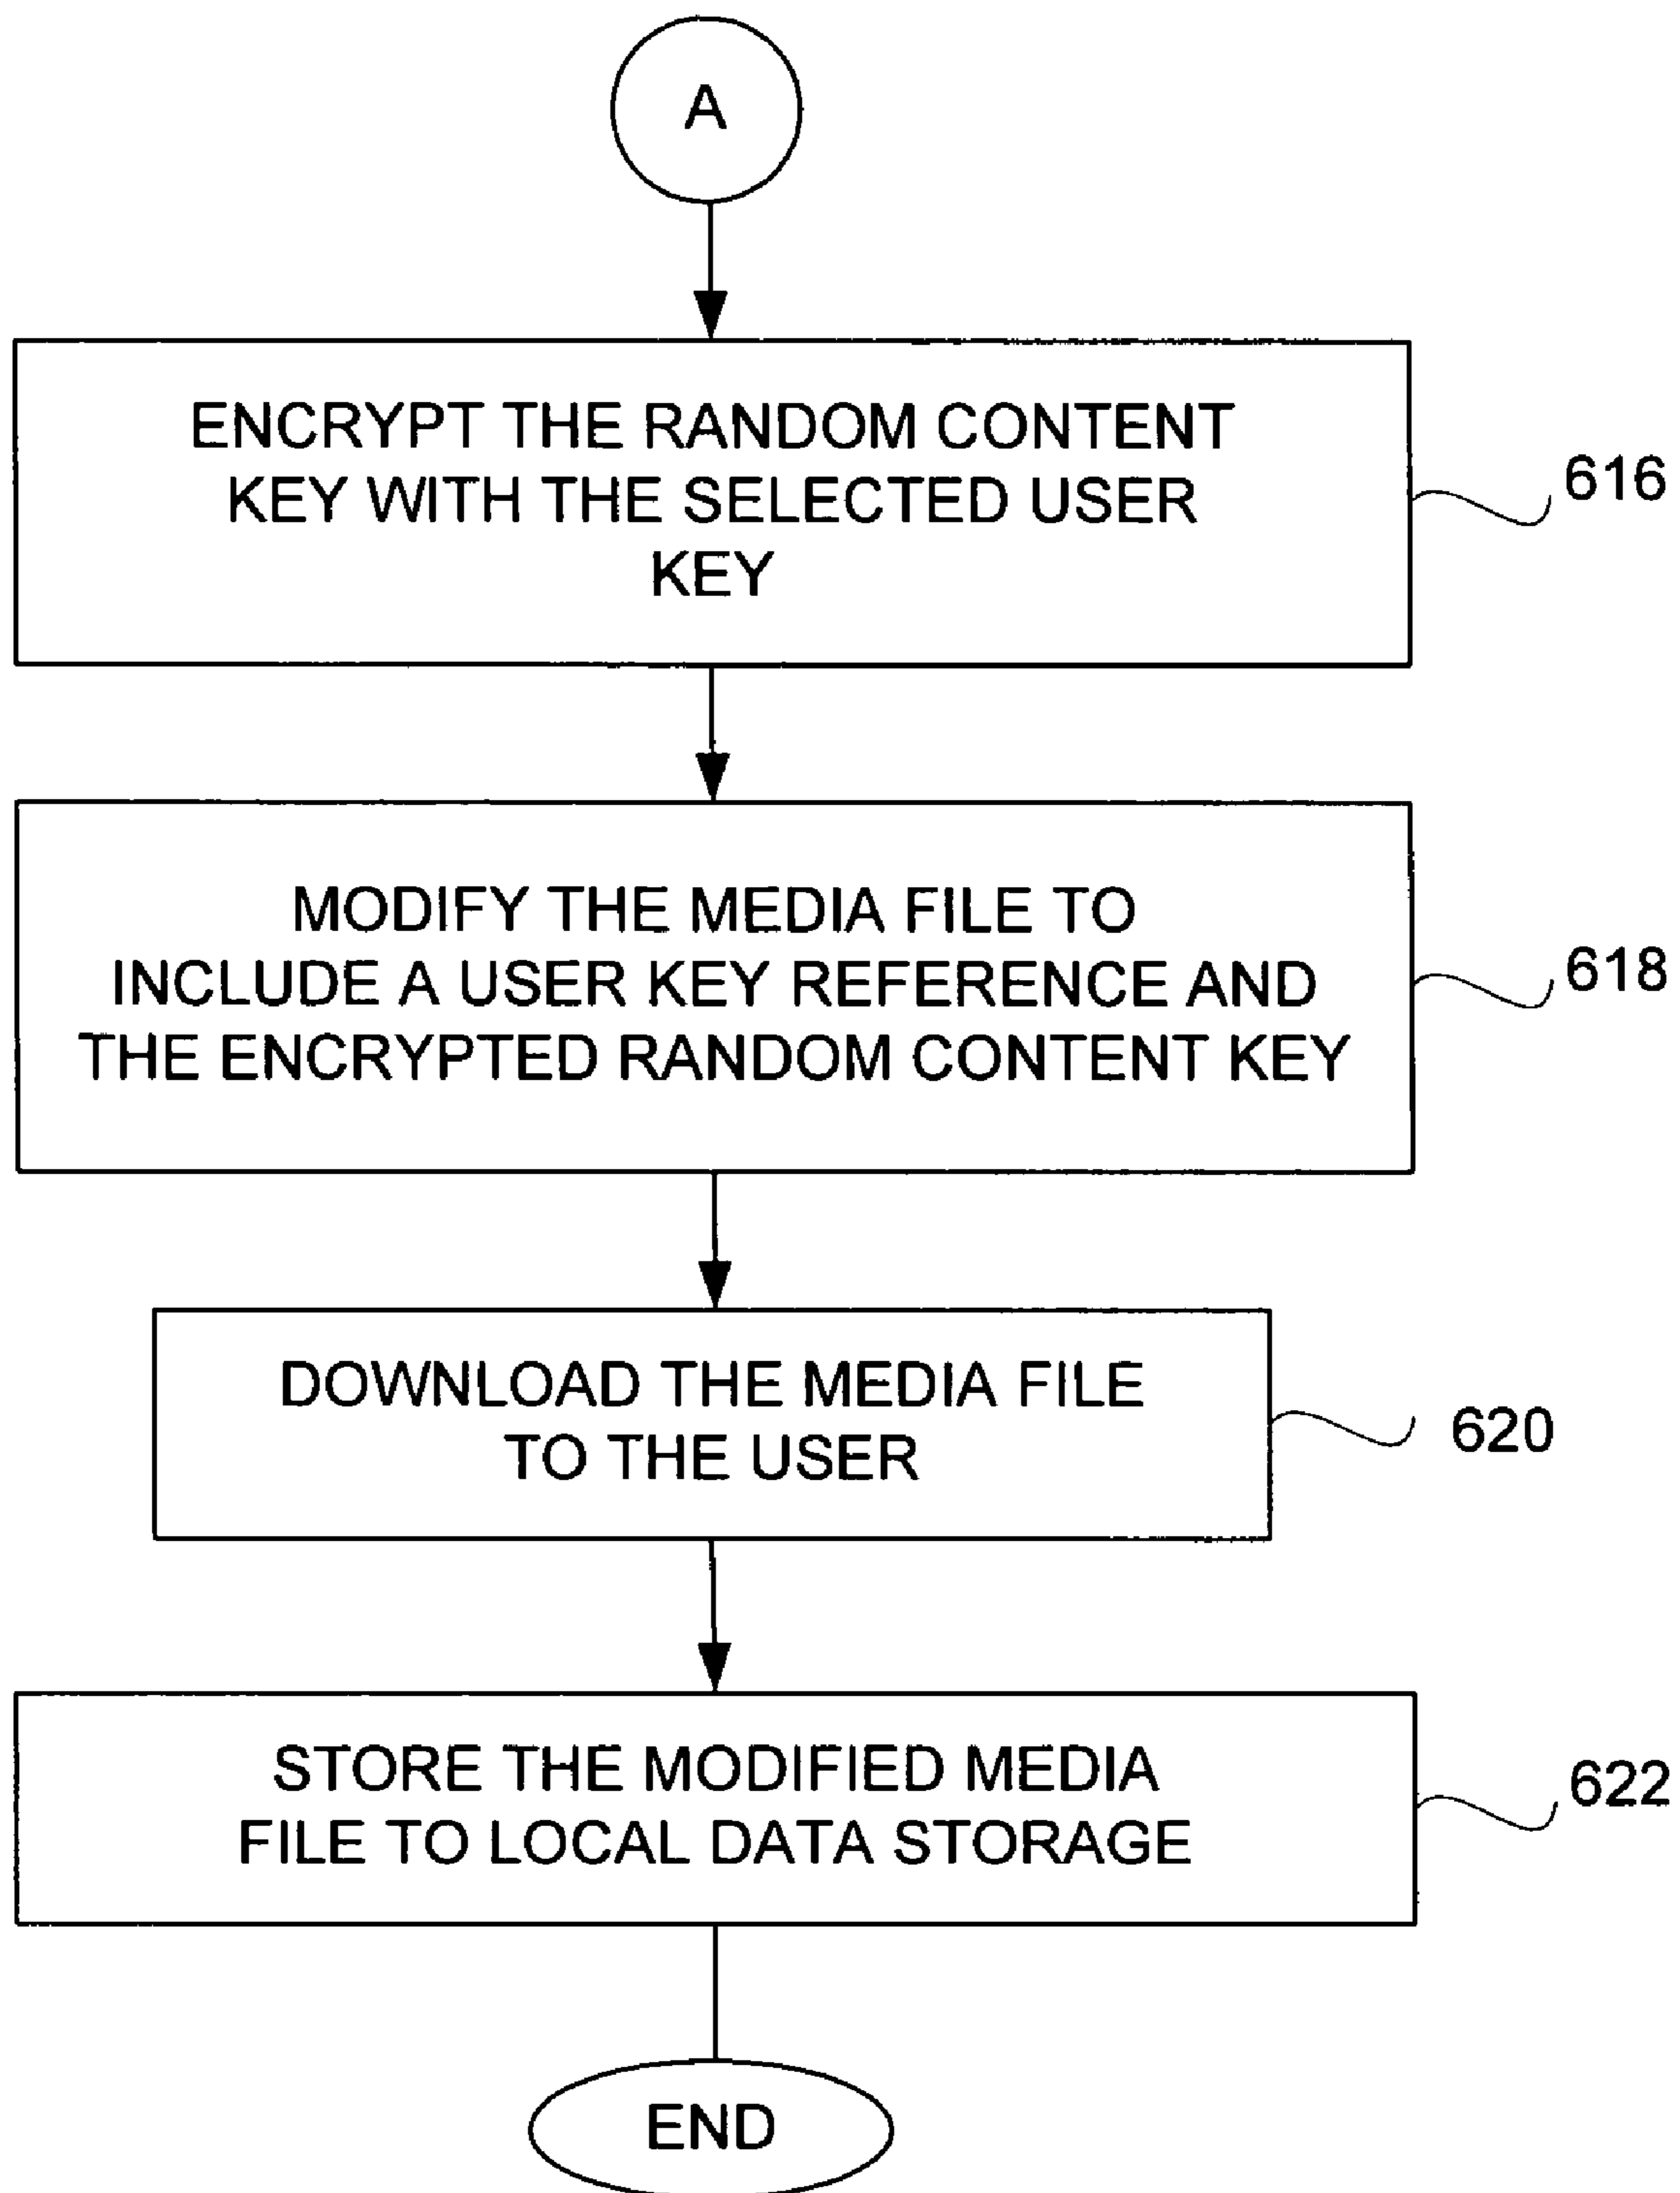 A
ENCRYPT THE RANDOM CONTENT
KEY WITH THE SELECTED USER
KEY
616
MODIFY THE MEDIA FILE TO
INCLUDE A USER KEY REFERENCE AND
THE ENCRYPTED RANDOM CONTENT KEY
618
DOWNLOAD THE MEDIA FILE
TO THE USER
620
STORE THE MODIFIED MEDIA
FILE TO LOCAL DATA STORAGE
622
END